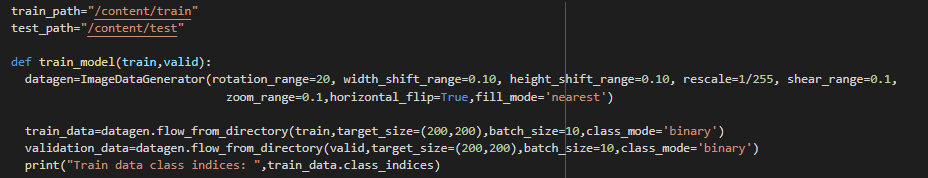 train_path="/content/train"
test_path="/content/test"
def train_model(train,valid):
datagen=ImageDataGenerator(rotation_range=20, width_shift_range=0.10, height_shift_range=0.10, rescale=1/255, shear_range=0.1,
zoom_range=0.1,horizontal_flip=True,fill_mode='nearest')
train_data=datagen.flow_from_directory(train,target_size=(200,200),batch_size=10,class_mode='binary')
validation_data=datagen.flow_from_directory(valid,target_size=(200,200),batch_size=10,class_mode='binary')
print("Train data class indices: ",train_data.class_indices)